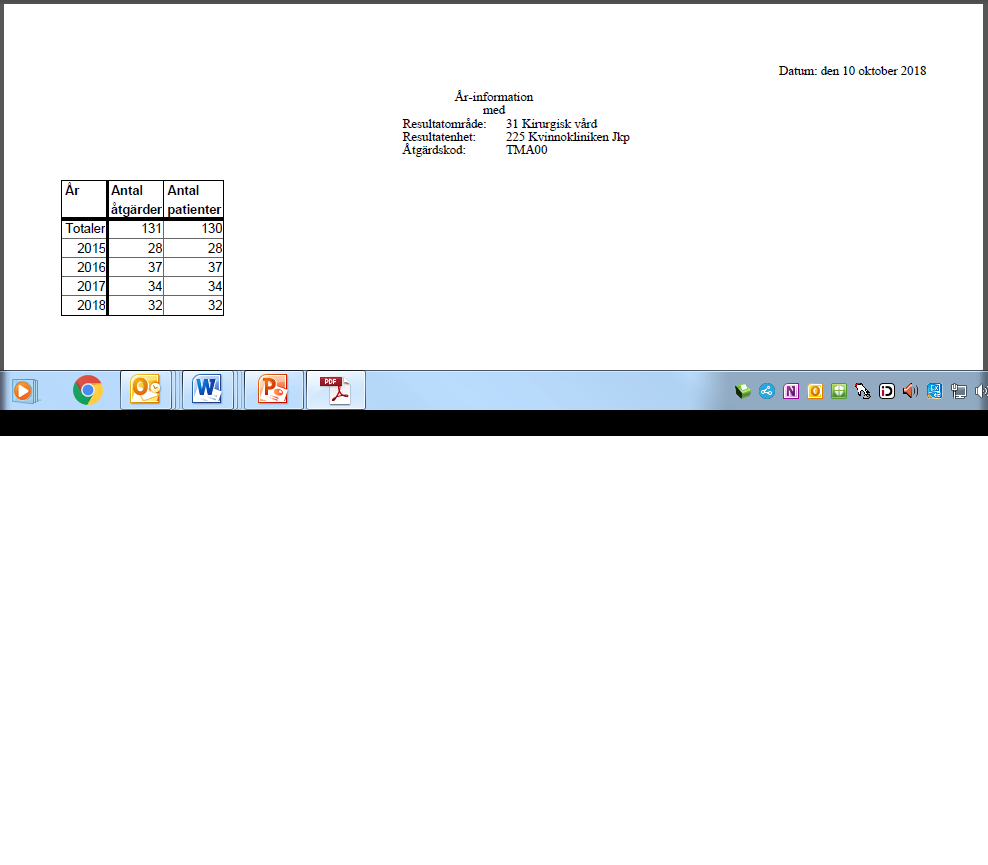 Datum: den 10 oktober 2018
År-information
med
Resultatområde: 31 Kirurgisk vård
Resultatenhet: 225 Kvinnokliniken Jkp
Åtgärdskod: TMA00
År Antal åtgärder Antal patienter
Totaler 131 130
2015 28 28
2016 37 37
2017 34 34
2018 32 32
PDF